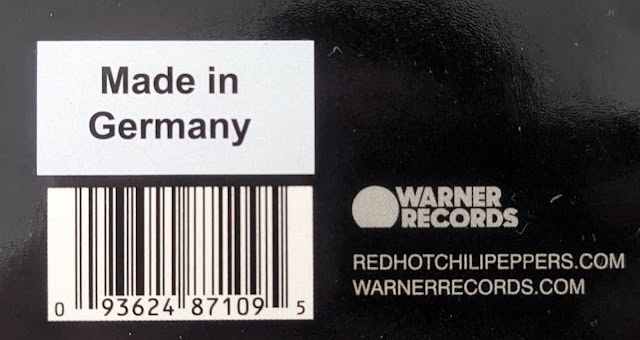 Made in
Germany
0 93624 87109 5
WARNER
RECORDS
REDHOTCHILIPEPPERS.COM
WARNERRECORDS.COM